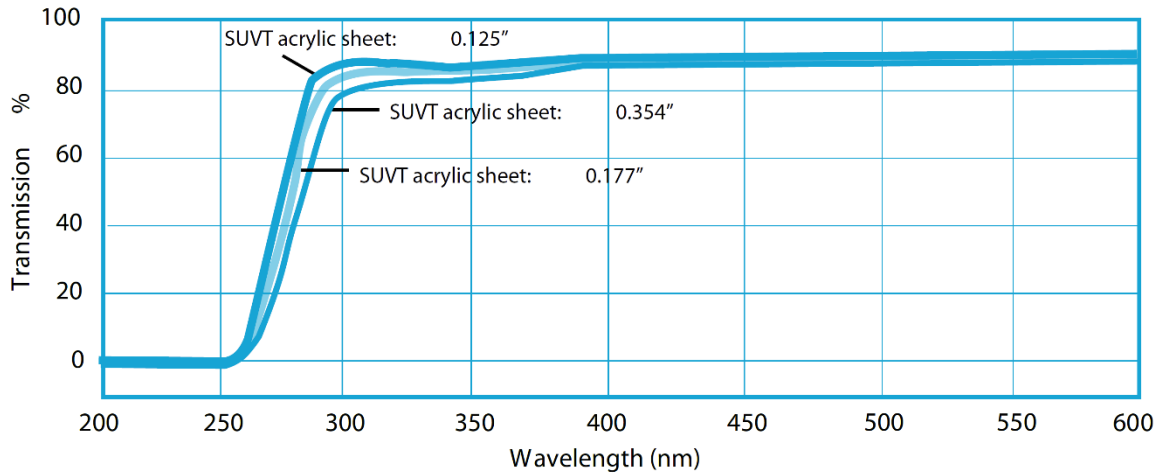 100
SUVT acrylic sheet: 0.125″
80
SUVT acrylic sheet: 0.354″
60
SUVT acrylic sheet: 0.177″
40
20
0
Transmission %
200 250 300 350 400 450 500 550 600
Wavelength (nm)